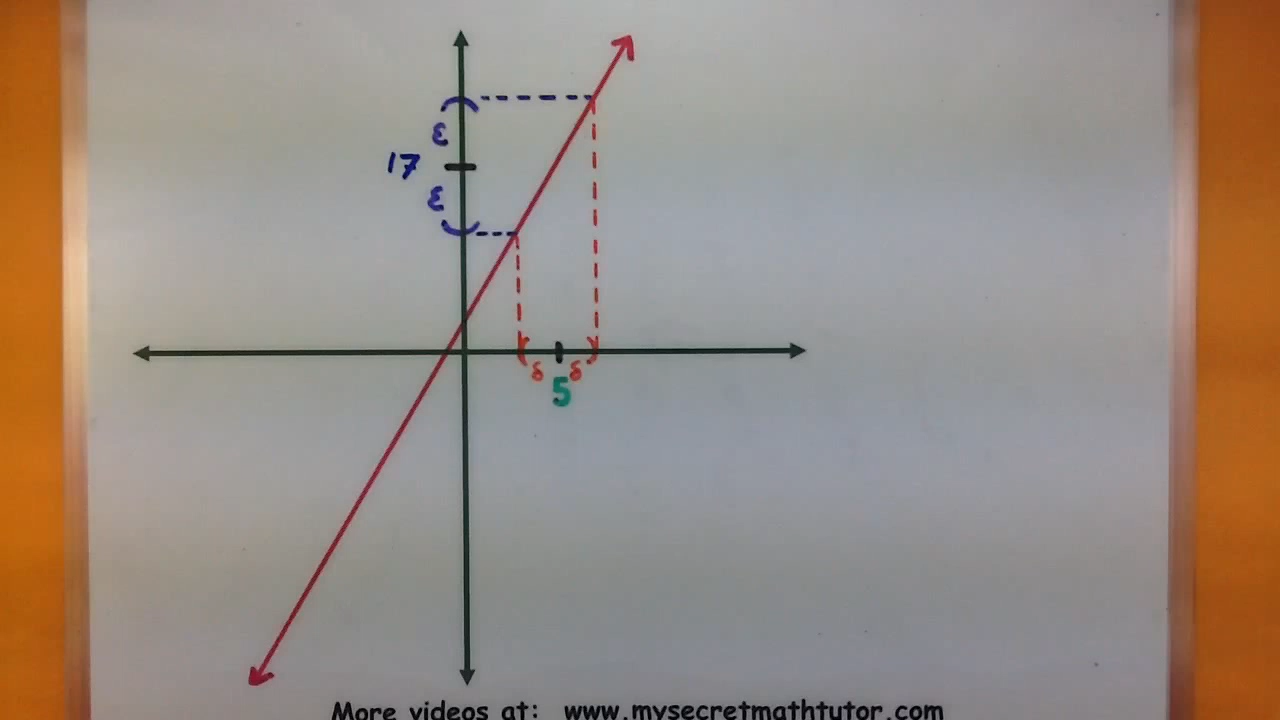 ε
17
ε
δ δ
5
More videos at: www.mysecretmathtutor.com